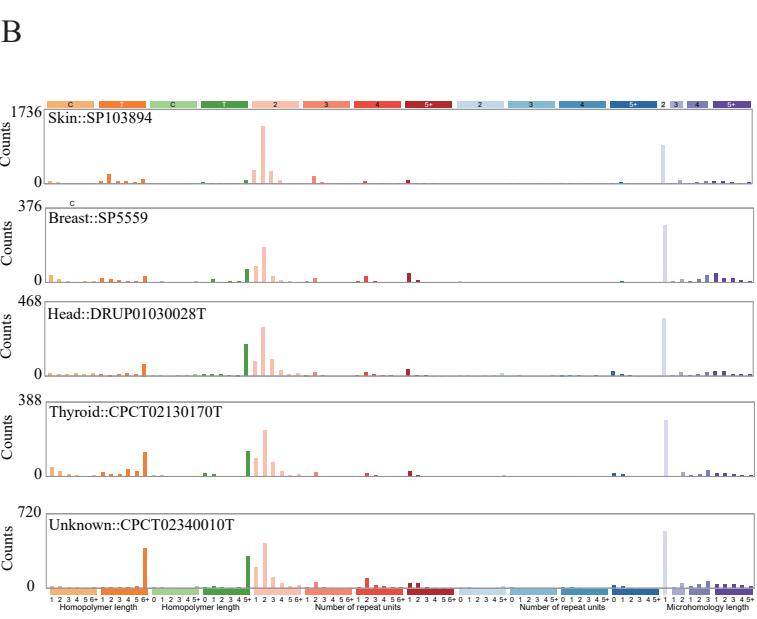 B
C T C T 2 3 4 5+ 2 3 4 5+ 2 3 4 5+
1736
Skin::SP103894
Counts
0
C
376
Breast::SP5559
Counts
0
468
Head::DRUP01030028T
Counts
0
388
Thyroid::CPCT02130170T
Counts
0
720
Unknown::CPCT02340010T
Counts
0
1 2 3 4 5 6+ 1 2 3 4 5 6+ 0 1 2 3 4 5+ 0 1 2 3 4 5+ 1 2 3 4 5 6+ 1 2 3 4 5 6+ 1 2 3 4 5 6+ 1 2 3 4 5 6+ 0 1 2 3 4 5+ 0 1 2 3 4 5+ 0 1 2 3 4 5+ 0 1 2 3 4 5+ 1 1 2 1 2 3 1 2 3 4 5+
Homopolymer length Homopolymer length Number of repeat units Number of repeat units Microhomology length